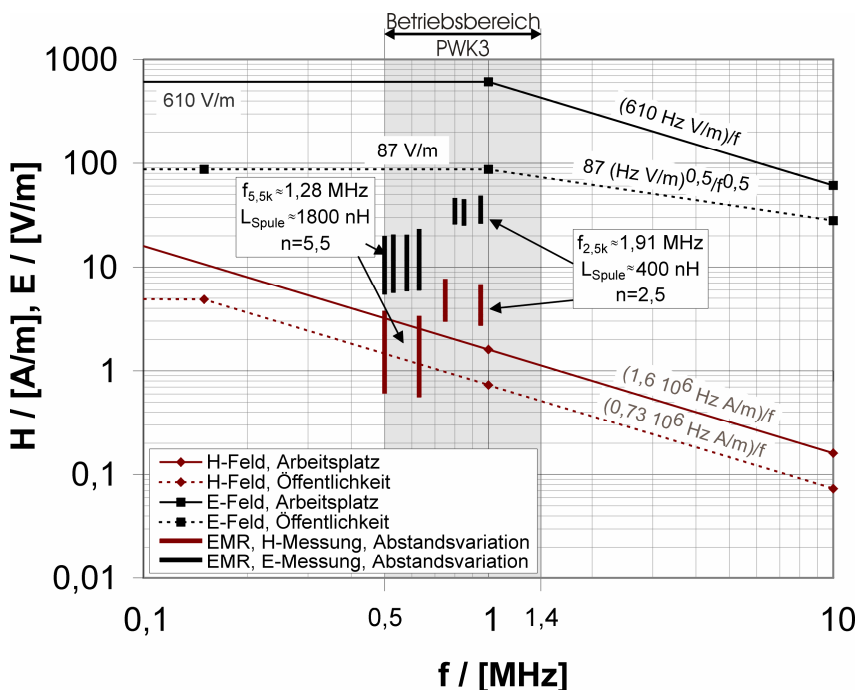 Betriebsbereich
PWK3
1000
100
10
1
0,1
0,01
H / [A/m], E / [V/m]
610 V/m
(610 Hz V/m)/f
87 V/m
87 (Hz V/m)0,5/f0,5
f5,5k≈1,28 MHz
LSpule≈1800 nH
n=5,5
f2,5k≈1,91 MHz
LSpule≈400 nH
n=2,5
(1,6 10⁶ Hz A/m)/f
(0,73 10⁶ Hz A/m)/f
H-Feld, Arbeitsplatz
H-Feld, Öffentlichkeit
E-Feld, Arbeitsplatz
E-Feld, Öffentlichkeit
EMR, H-Messung, Abstandsvariation
EMR, E-Messung, Abstandsvariation
0,1
0,5
1
1,4
10
f / [MHz]